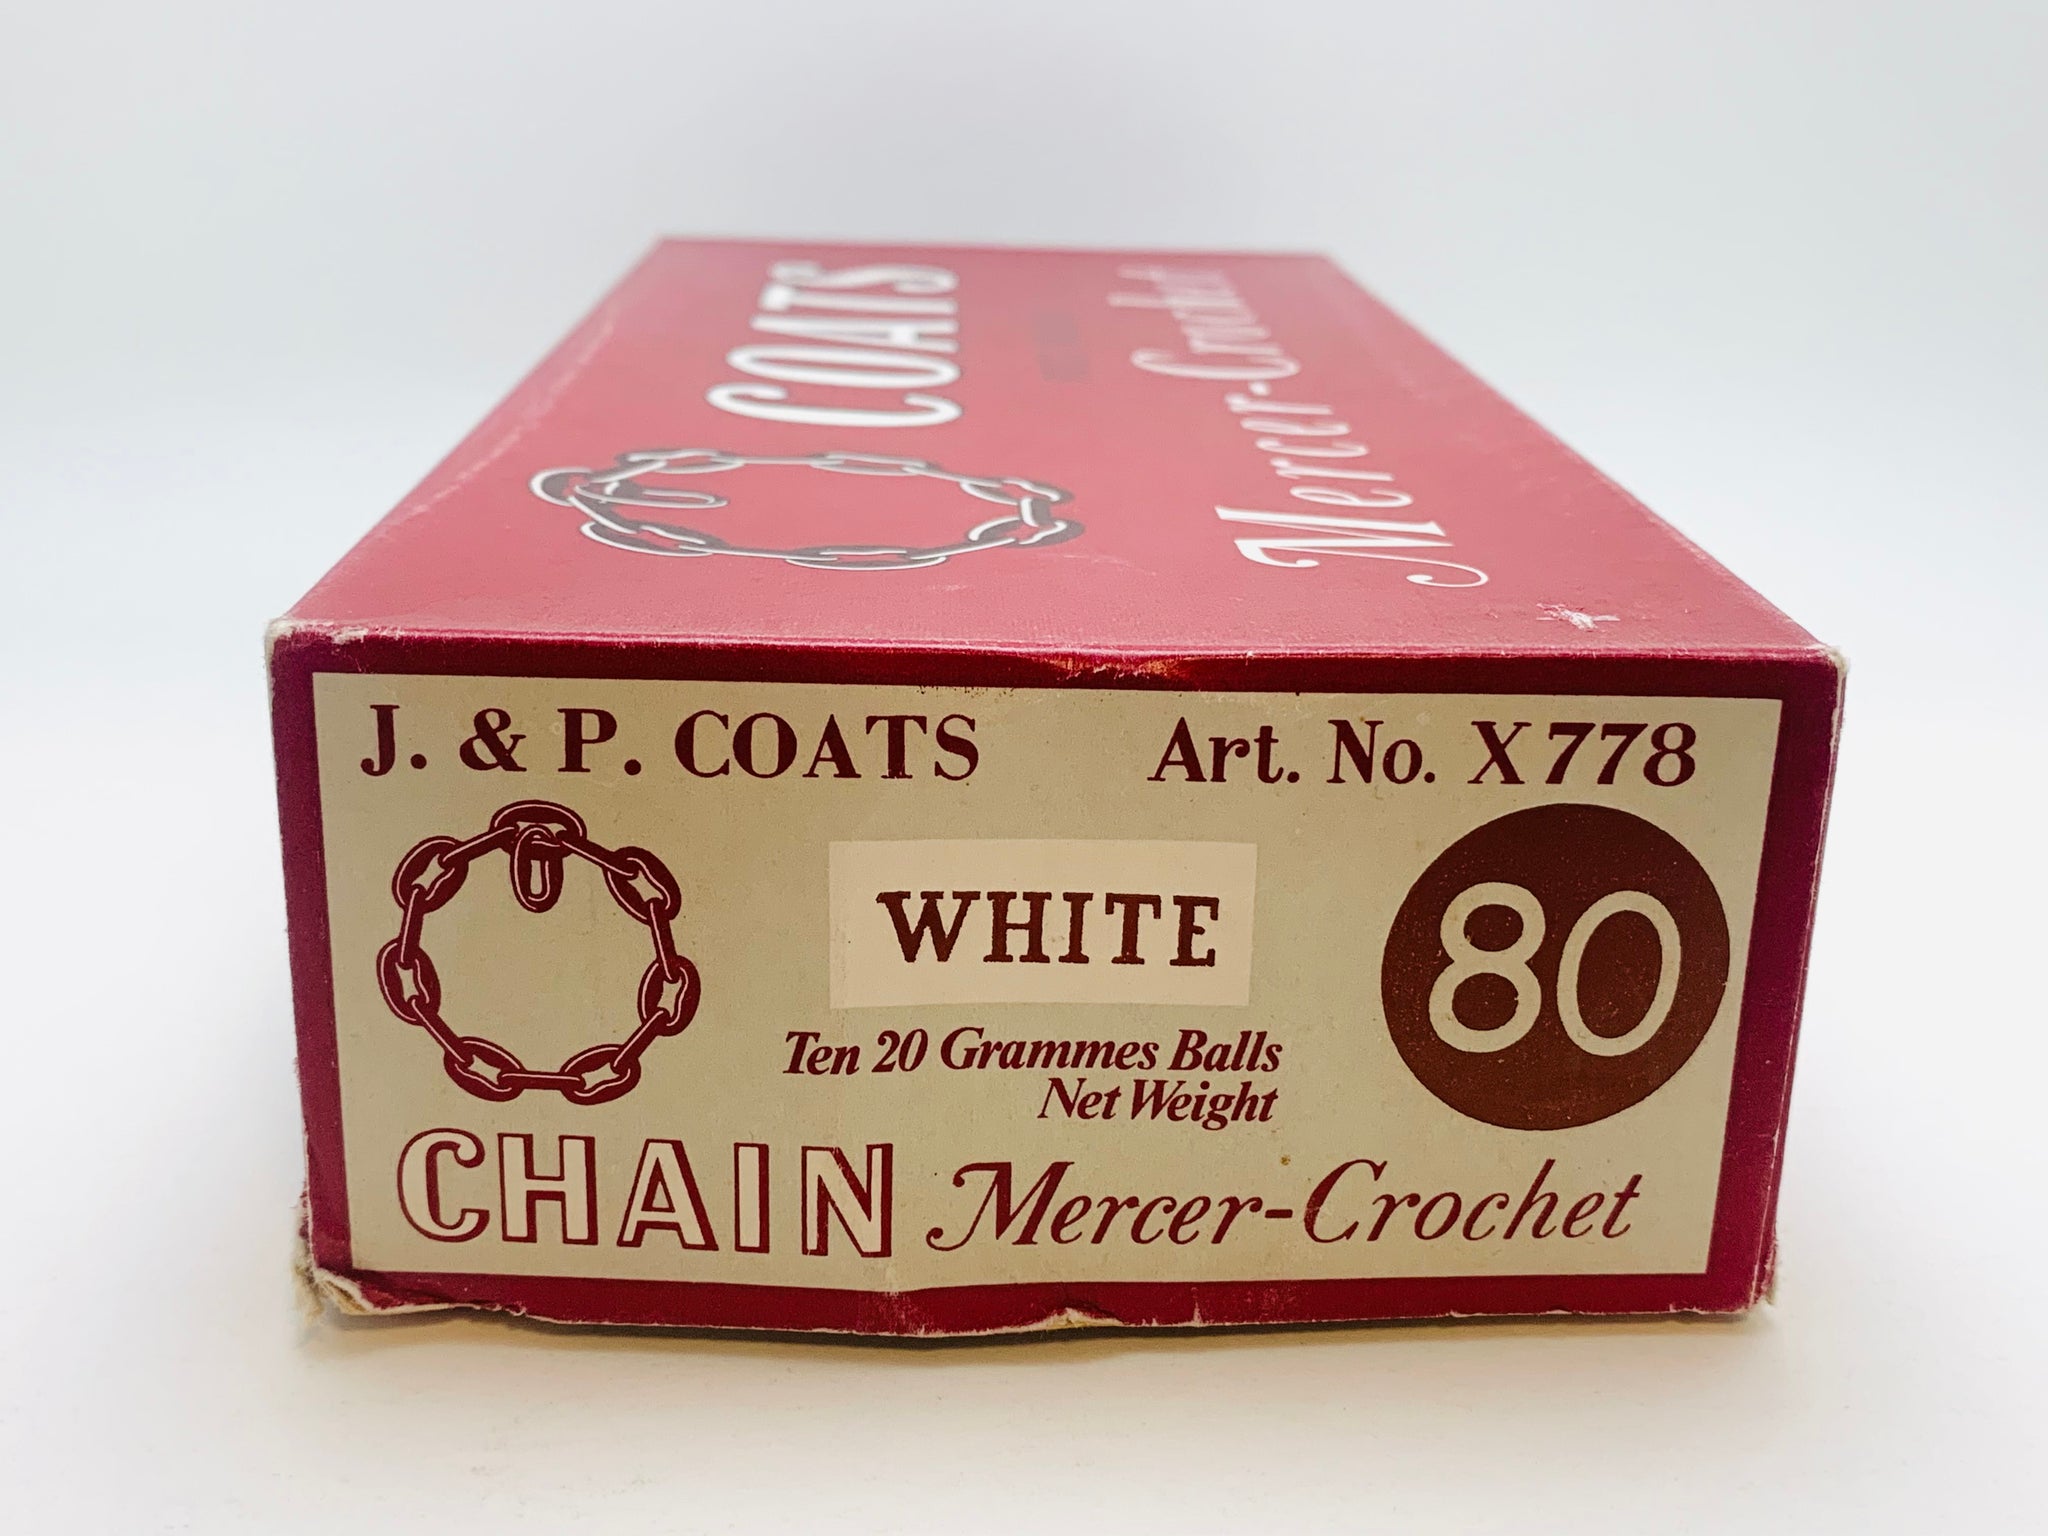 COATS
Mercer-Crochet
J. & P. COATS
Art. No. X778
WHITE
80
Ten 20 Grammes Balls
Net Weight
CHAIN Mercer-Crochet